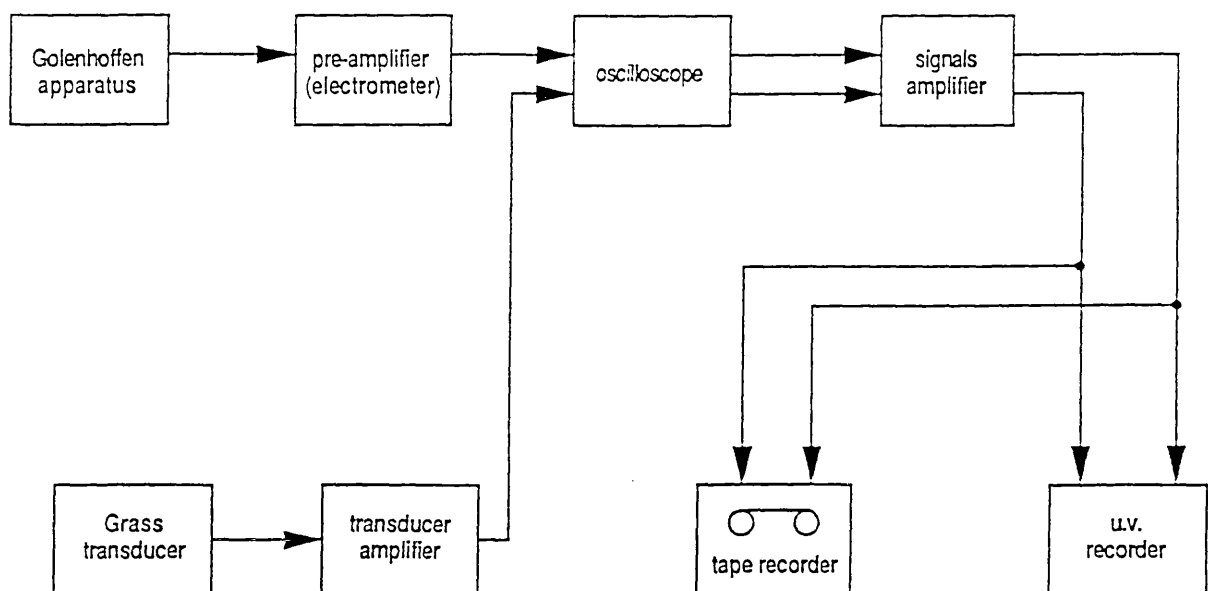 Golenhoffen
apparatus
pre-amplifier
(electrometer)
oscilloscope
signals
amplifier
Grass
transducer
transducer
amplifier
tape recorder
u.v.
recorder